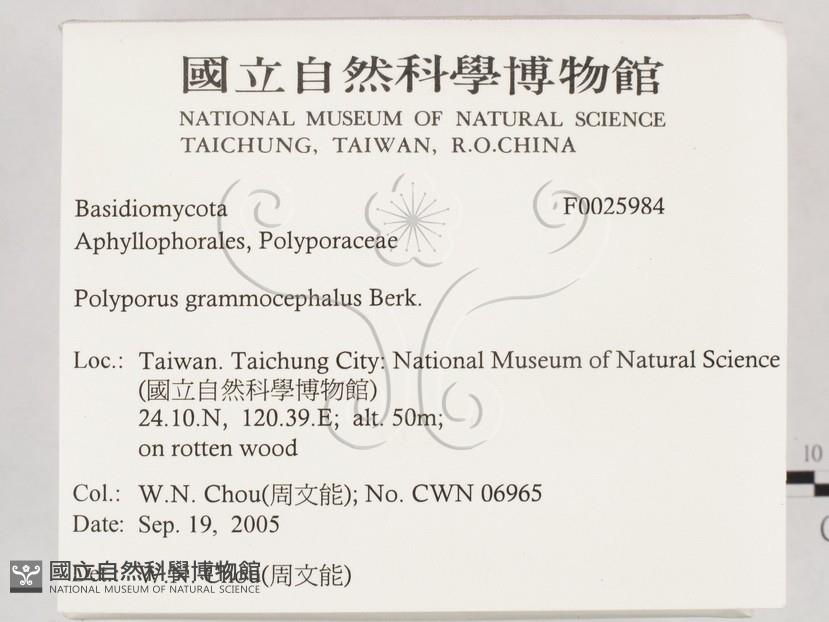 國立自然科學博物館
NATIONAL MUSEUM OF NATURAL SCIENCE
TAICHUNG, TAIWAN, R.O.CHINA
Basidiomycota F0025984
Aphyllophorales, Polyporaceae
Polyporus grammocephalus Berk.
Loc.: Taiwan. Taichung City: National Museum of Natural Science
(國立自然科學博物館)
24.10.N, 120.39.E; alt. 50m;
on rotten wood
10
Col.: W.N. Chou(周文能); No. CWN 06965
Date: Sep. 19, 2005
W.N. Chou(周文能)
國立自然科學博物館
NATIONAL MUSEUM OF NATURAL SCIENCE